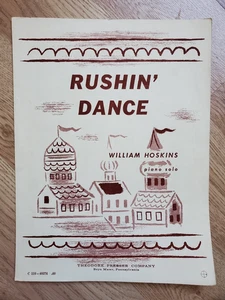 RUSHIN'
DANCE
WILLIAM HOSKINS
piano solo
THEODORE PRESSER COMPANY
Bryn Mawr, Pennsylvania